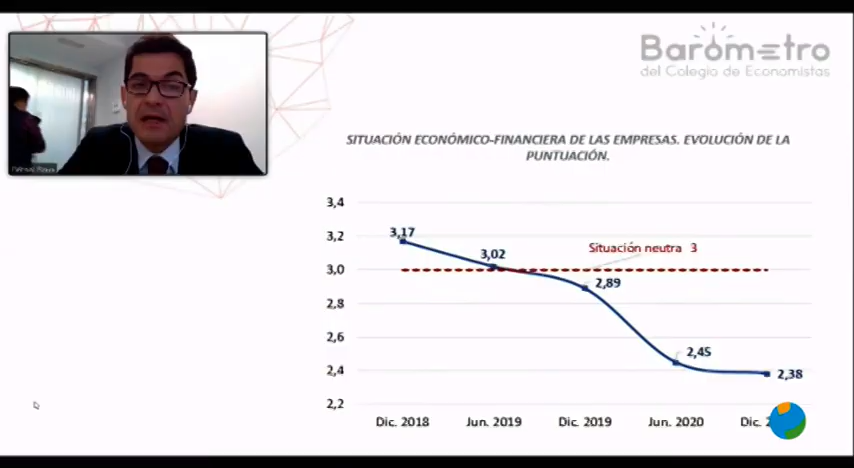 Barómetro
del Colegio de Economistas
SITUACIÓN ECONÓMICO-FINANCIERA DE LAS EMPRESAS. EVOLUCIÓN DE LA
PUNTUACIÓN.
3,4
3,2
3,0
2,8
2,6
2,4
2,2
3,17
3,02
Situación neutra 3
2,89
2,45
2,38
Dic. 2018
Jun. 2019
Dic. 2019
Jun. 2020
Dic.